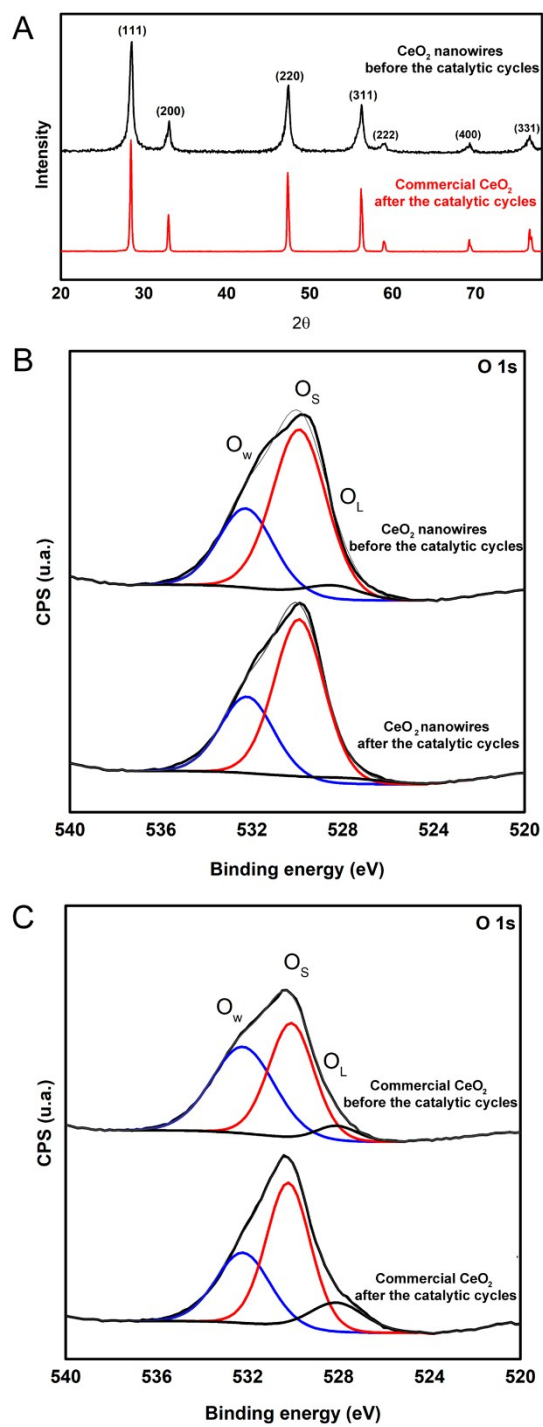 A
(111)
(200)
(220)
(311)
(222)
(400)
(331)
CeO2 nanowires
before the catalytic cycles
Commercial CeO2
after the catalytic cycles
Intensity
20 30 40 50 60 70
2θ
B
O 1s
OS
Ow
OL
CeO2 nanowires
before the catalytic cycles
CeO2 nanowires
after the catalytic cycles
CPS (u.a.)
540 536 532 528 524 520
Binding energy (eV)
C
O 1s
OS
Ow
OL
Commercial CeO2
before the catalytic cycles
Commercial CeO2
after the catalytic cycles
CPS (u.a.)
540 536 532 528 524 520
Binding energy (eV)